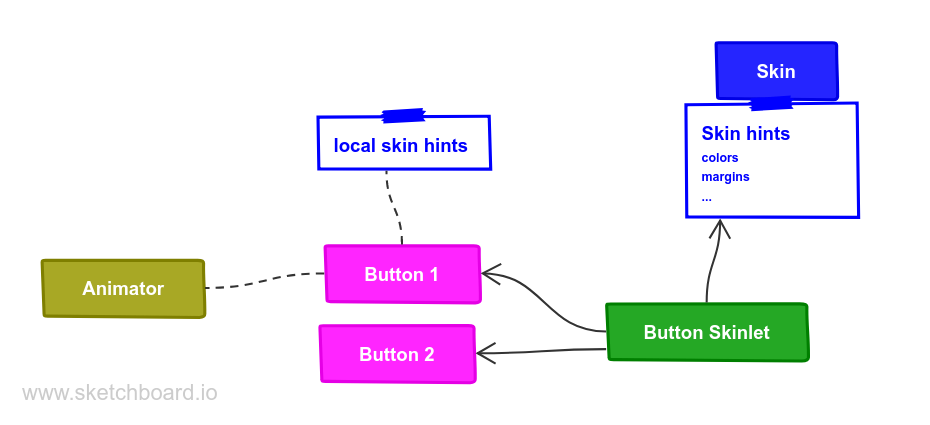 Skin
Skin hints
colors
margins
...
local skin hints
Button 1
Animator
Button Skinlet
Button 2
www.sketchboard.io